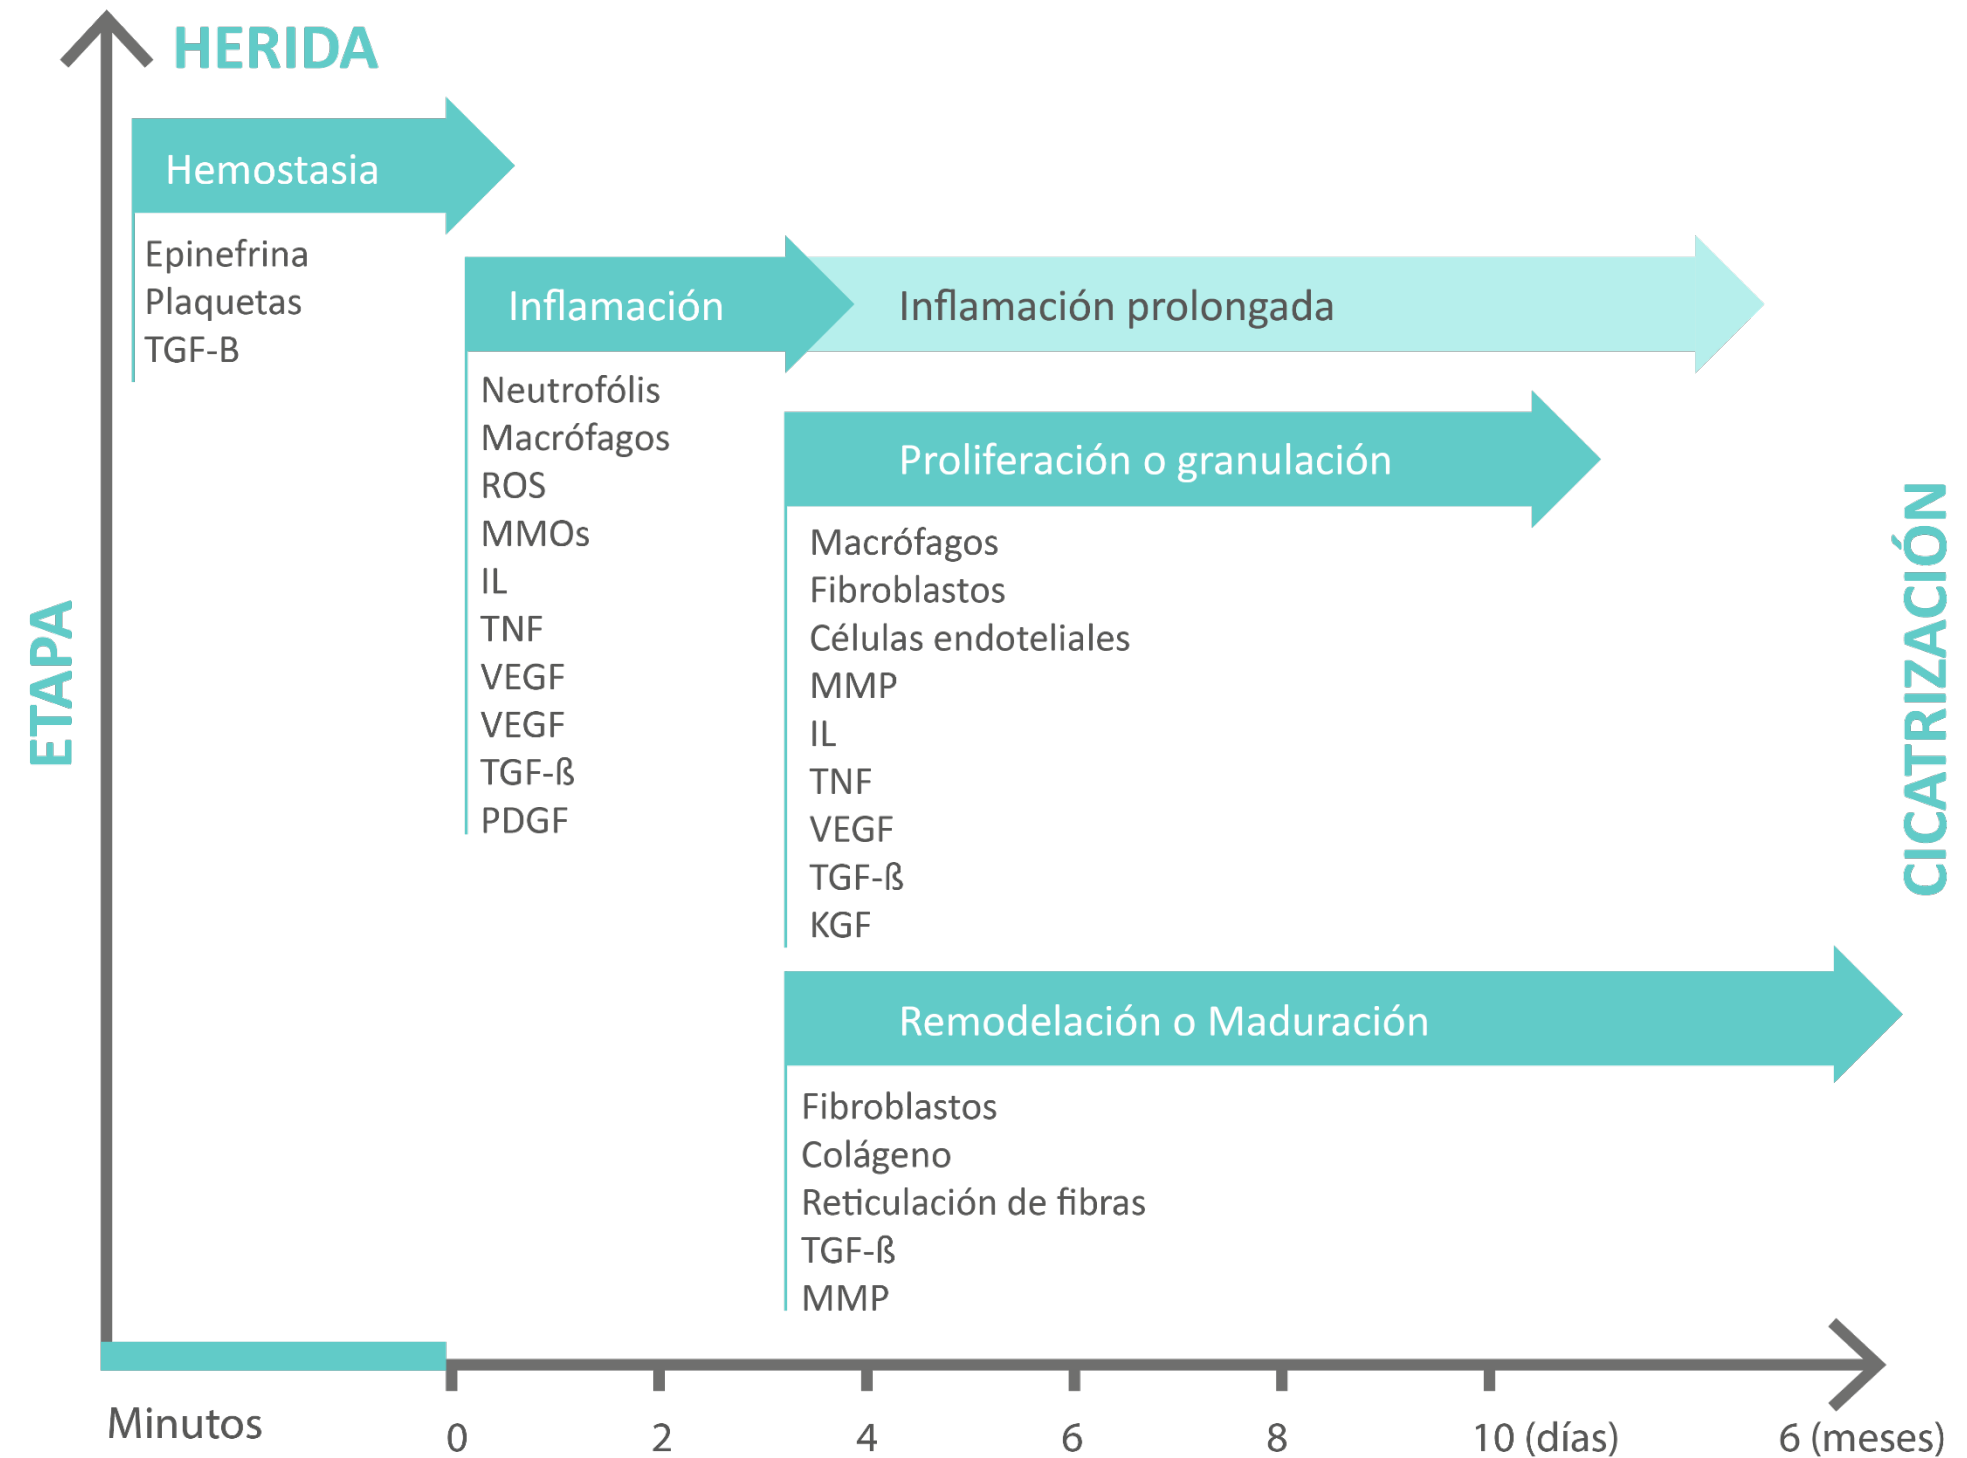 HERIDA
Hemostasia
Epinefrina
Plaquetas
TGF-B
Inflamación
Inflamación prolongada
Neutrofólis
Macrófagos
ROS
MMOs
IL
TNF
VEGF
VEGF
TGF-ß
PDGF
Proliferación o granulación
Macrófagos
Fibroblastos
Células endoteliales
MMP
IL
TNF
VEGF
TGF-ß
KGF
Remodelación o Maduración
Fibroblastos
Colágeno
Reticulación de fibras
TGF-ß
MMP
ETAPA
CICATRIZACIÓN
Minutos
0 2 4 6 8 10 (días) 6 (meses)